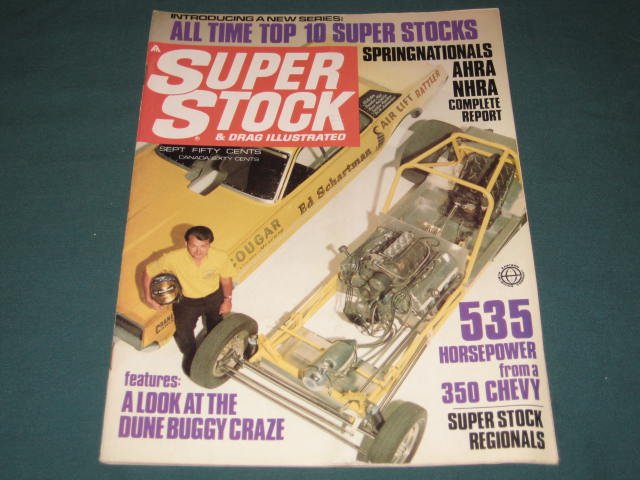 INTRODUCING A NEW SERIES:
ALL TIME TOP 10 SUPER STOCKS
SUPER
STOCK
& DRAG ILLUSTRATED
SEPT FIFTY CENTS
CANADA SIXTY CENTS
SPRINGNATIONALS
AHRA
NHRA
COMPLETE
REPORT
AIR LIFT RATTLER
Ed Schartman
COUGAR
CRANE
535
HORSEPOWER
from a
350 CHEVY
SUPER STOCK
REGIONALS
features:
A LOOK AT THE
DUNE BUGGY CRAZE